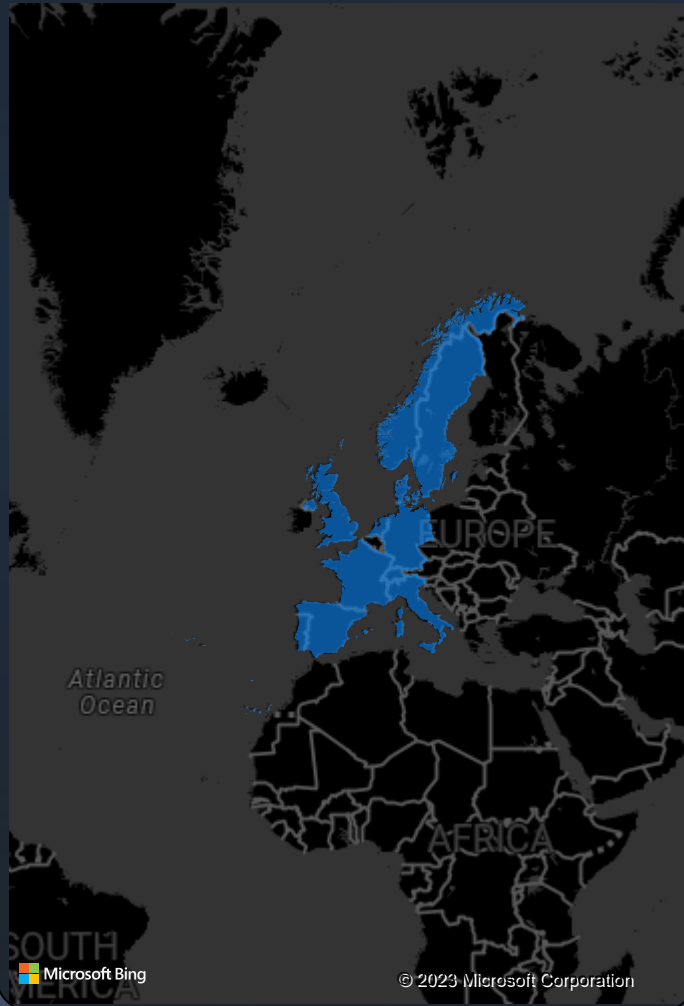 EUROPE
Atlantic
Ocean
AFRICA
SOUTH
AMERICA
Microsoft Bing
© 2023 Microsoft Corporation